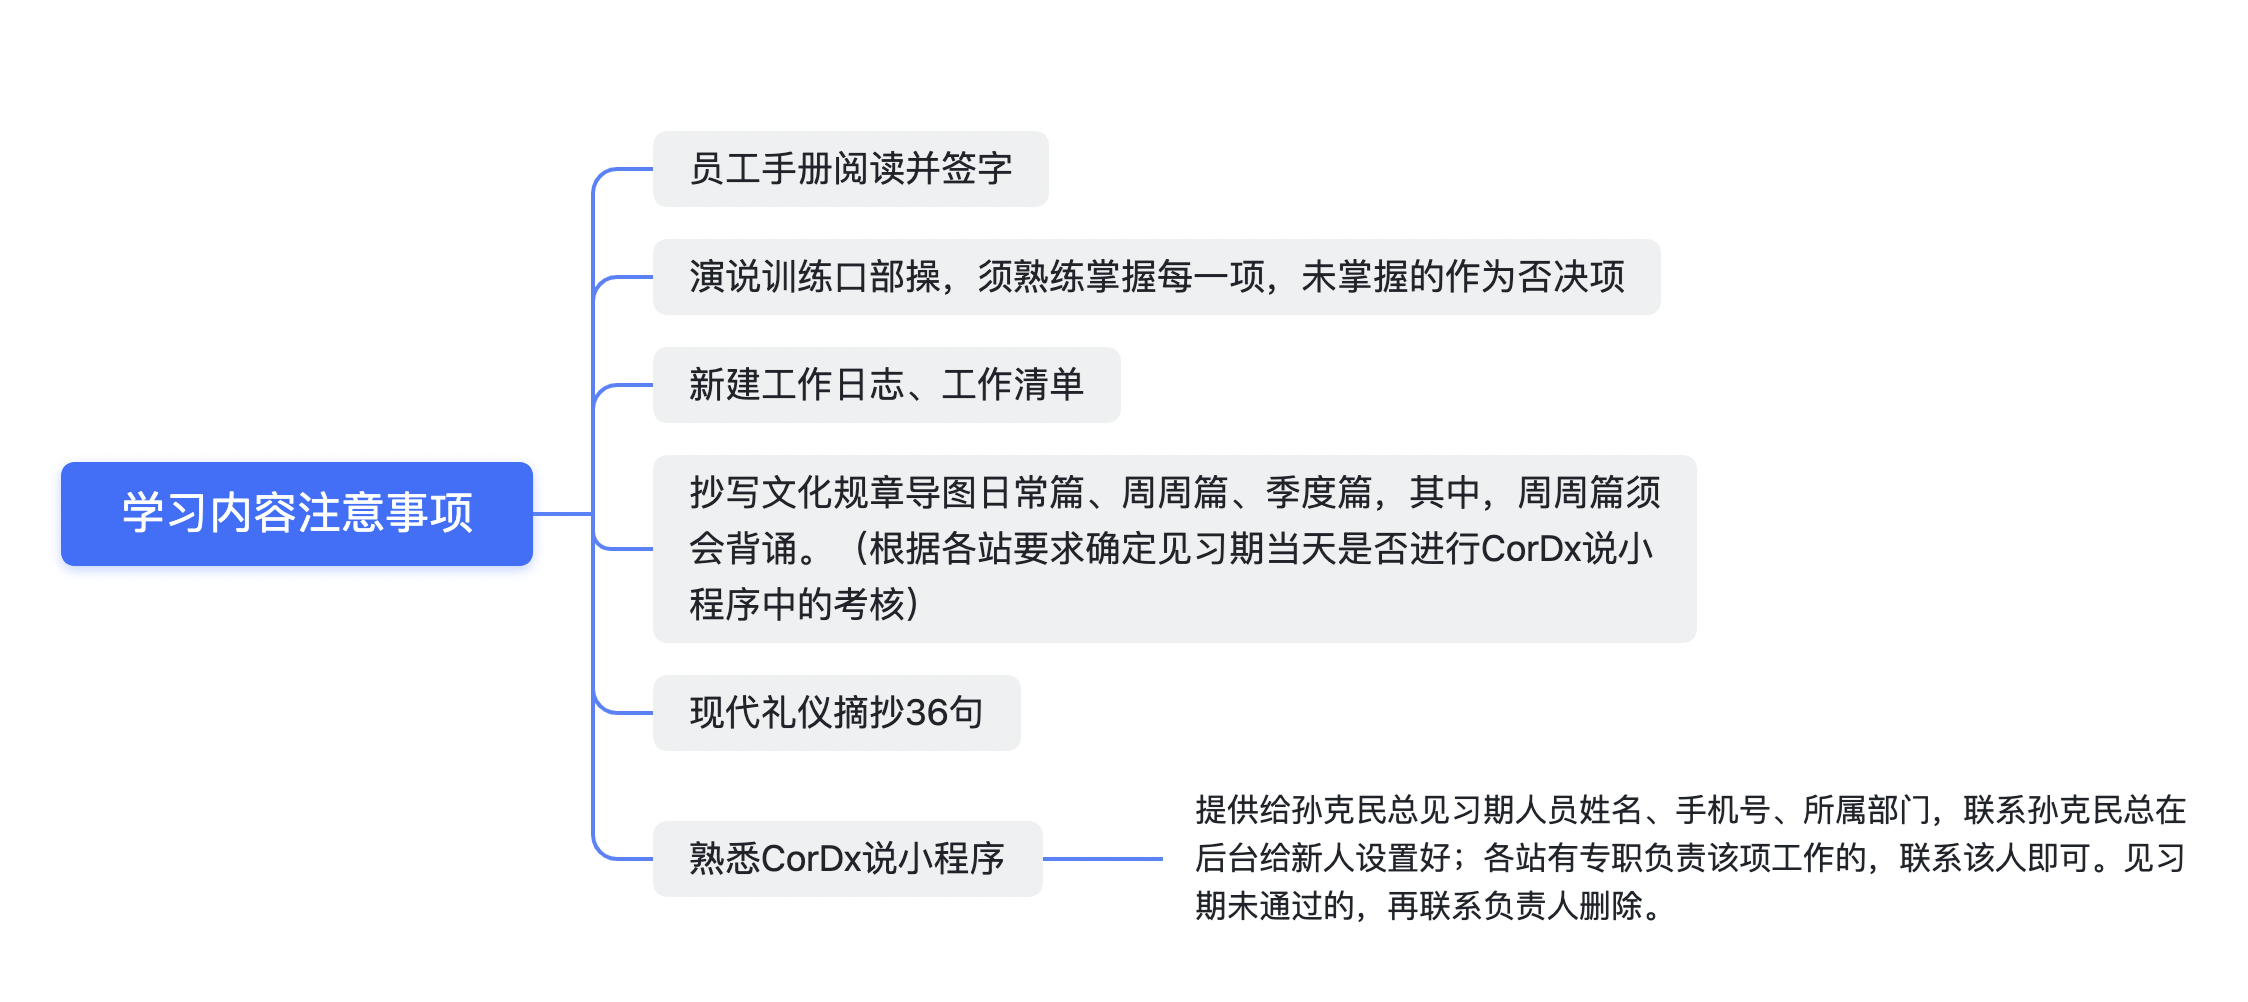 学习内容注意事项
员工手册阅读并签字
演说训练口部操，须熟练掌握每一项，未掌握的作为否决项
新建工作日志、工作清单
抄写文化规章导图日常篇、周周篇、季度篇，其中，周周篇须
会背诵。（根据各站要求确定见习期当天是否进行CorDx说小
程序中的考核）
现代礼仪摘抄36句
熟悉CorDx说小程序
提供给孙克民总见习期人员姓名、手机号、所属部门，联系孙克民总在
后台给新人设置好；各站有专职负责该项工作的，联系该人即可。见习
期未通过的，再联系负责人删除。